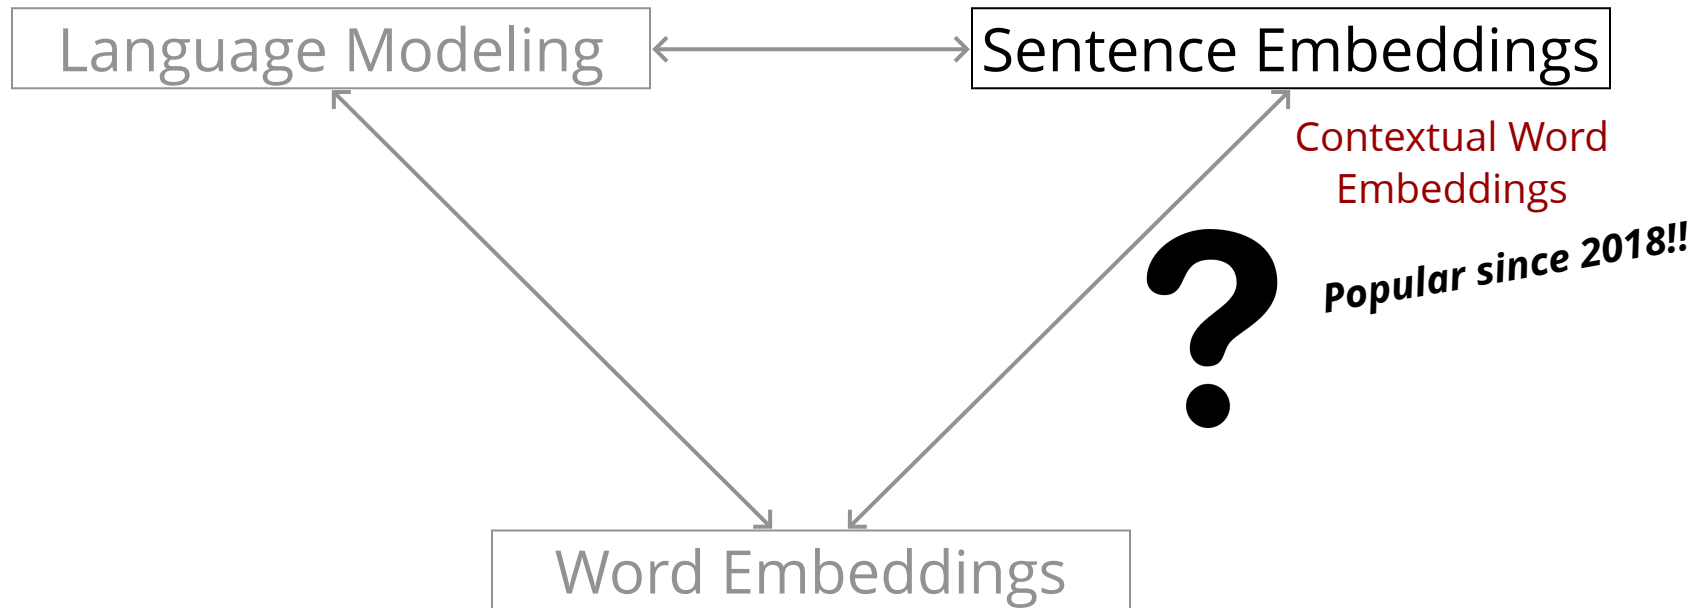 Language Modeling
Sentence Embeddings
Contextual Word
Embeddings
?
Popular since 2018!!
Word Embeddings